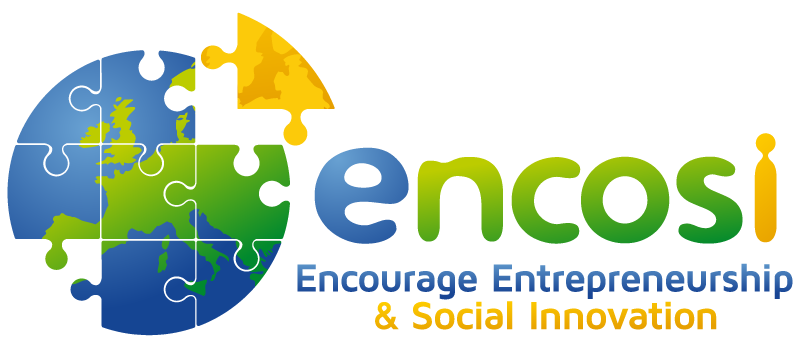 encosi
Encourage Entrepreneurship
& Social Innovation